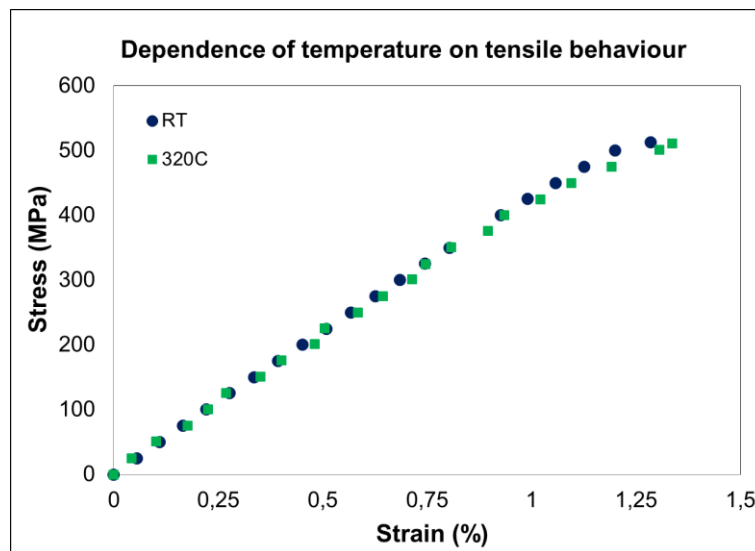 Dependence of temperature on tensile behaviour
600
500
400
300
200
100
0
Stress (MPa)
RT
320C
0 0,25 0,5 0,75 1 1,25 1,5
Strain (%)